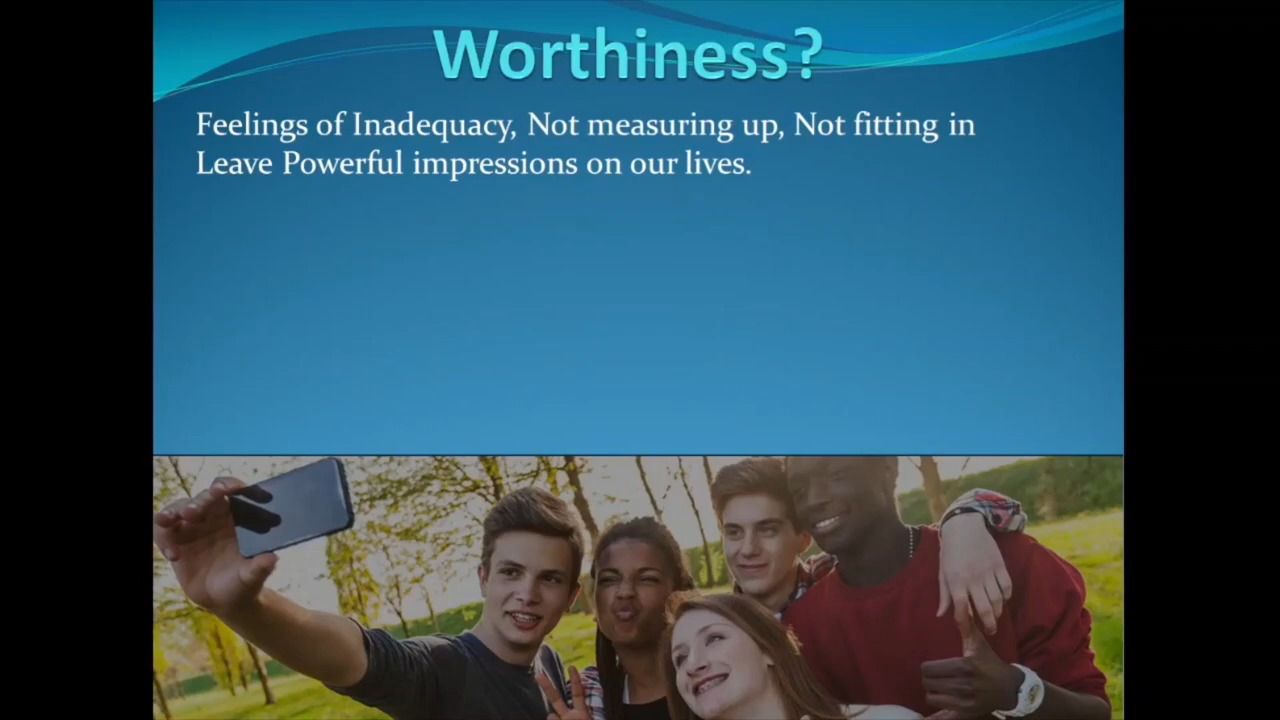 Worthiness?
Feelings of Inadequacy, Not measuring up, Not fitting in
Leave Powerful impressions on our lives.